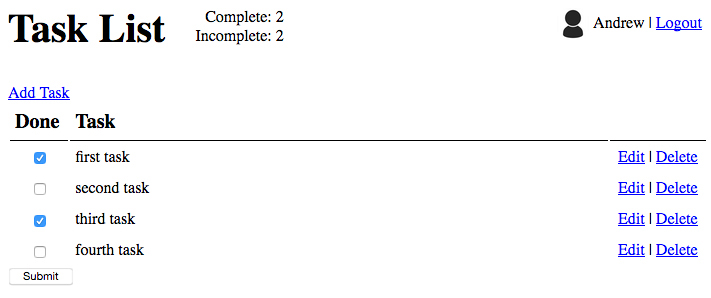 Task List
Complete: 2
Incomplete: 2
Andrew | Logout
Add Task
Done Task
first task Edit | Delete
second task Edit | Delete
third task Edit | Delete
fourth task Edit | Delete
Submit